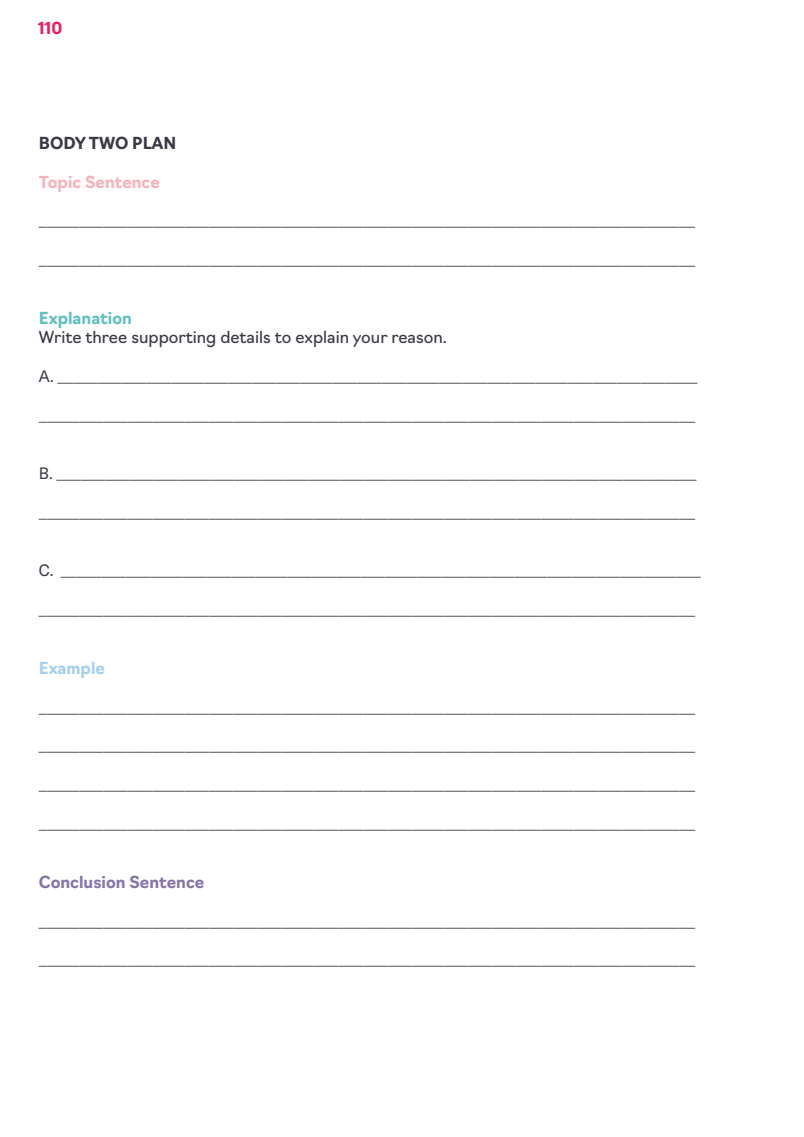 110
BODY TWO PLAN
Topic Sentence
Explanation
Write three supporting details to explain your reason.
A.
B.
C.
Example
Conclusion Sentence